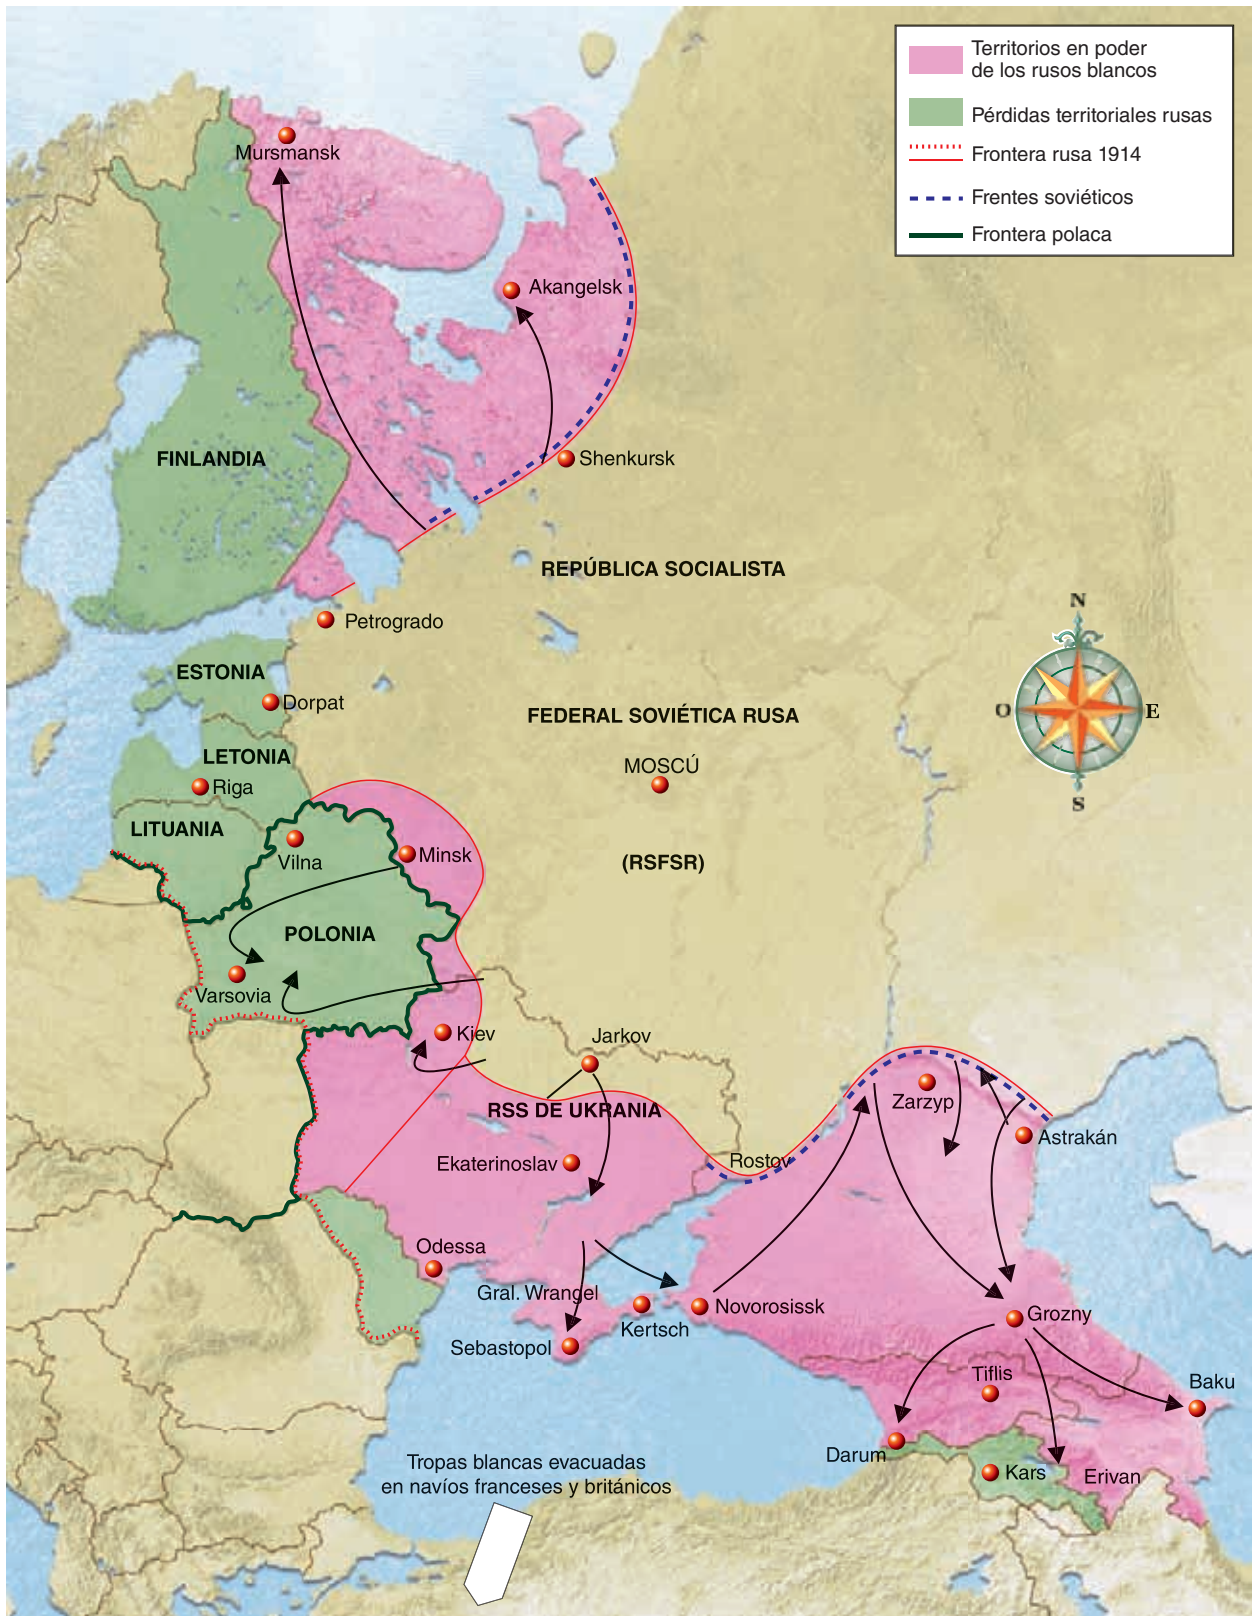 Territorios en poder
de los rusos blancos
Pérdidas territoriales rusas
Frontera rusa 1914
Frentes soviéticos
Frontera polaca
Mursmansk
Akangelsk
Shenkursk
FINLANDIA
REPÚBLICA SOCIALISTA
Petrogrado
N
O
E
S
ESTONIA
Dorpat
FEDERAL SOVIÉTICA RUSA
LETONIA
MOSCÚ
Riga
LITUANIA
Vilna
Minsk
(RSFSR)
POLONIA
Varsovia
Kiev
Jarkov
RSS DE UKRANIA
Zarzyp
Astrakán
Ekaterinoslav
Rostov
Odessa
Gral. Wrangel
Kertsch
Novorosissk
Grozny
Sebastopol
Tiflis
Baku
Darum
Kars
Erivan
Tropas blancas evacuadas
en navíos franceses y británicos